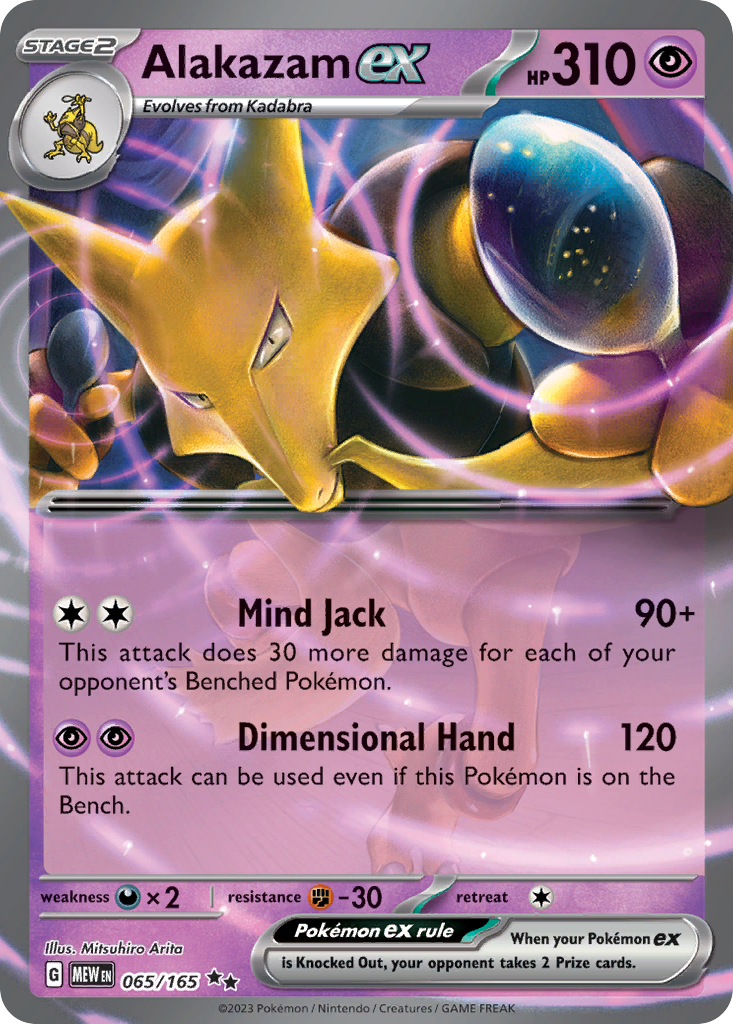 STAGE2
Alakazam ex
HP310
Evolves from Kadabra
Mind Jack 90+
This attack does 30 more damage for each of your
opponent's Benched Pokémon.
Dimensional Hand 120
This attack can be used even if this Pokémon is on the
Bench.
weakness ×2 resistance -30 retreat
Illus. Mitsuhiro Arita
Pokémon ex rule
When your Pokémon ex
is Knocked Out, your opponent takes 2 Prize cards.
G MEW EN 065/165
©2023 Pokémon / Nintendo / Creatures / GAME FREAK